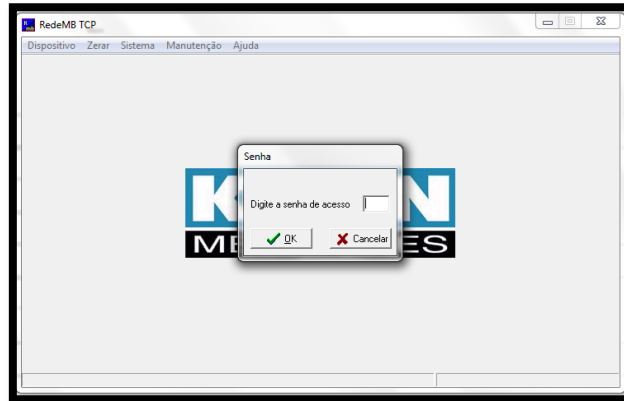 RedeMB TCP
Dispositivo Zerar Sistema Manutenção Ajuda
Senha
Digite a senha de acesso
OK Cancelar